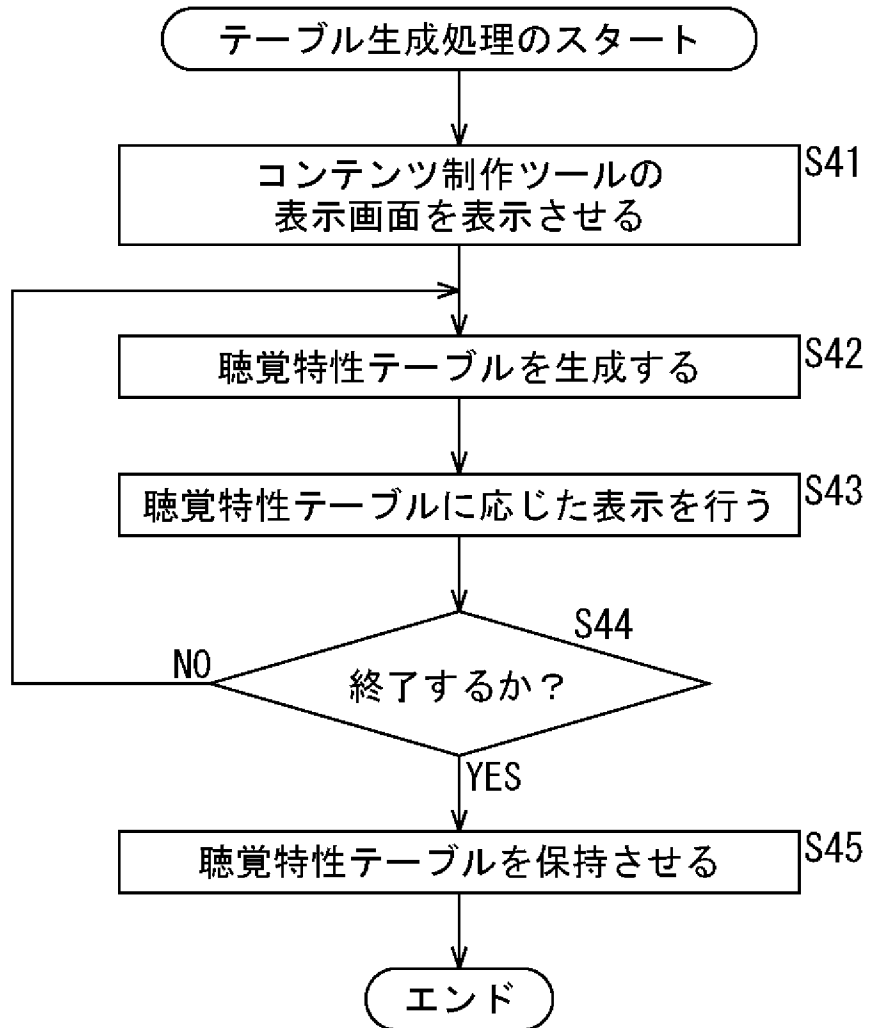 テーブル生成処理のスタート
S41
コンテンツ制作ツールの
表示画面を表示させる
S42
聴覚特性テーブルを生成する
S43
聴覚特性テーブルに応じた表示を行う
S44
NO
終了するか？
YES
S45
聴覚特性テーブルを保持させる
エンド